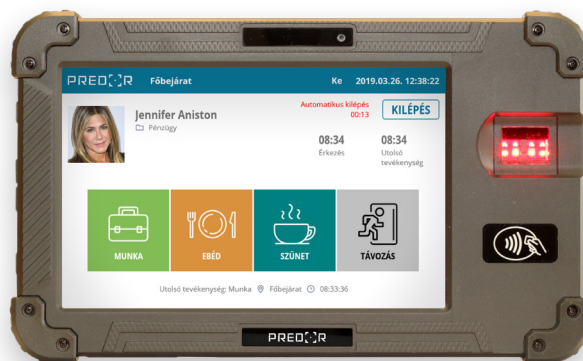 PREDOR Főbejárat Ke 2019.03.26. 12:38:22
Jennifer Aniston
Pénzügy
Automatikus kilépés
00:13
KILÉPÉS
08:34
Érkezés
08:34
Utolsó
tevékenység
MUNKA EBÉD SZÜNET TÁVOZÁS
Utolsó tevékenység: Munka Főbejárat 08:33:36
PREDOR